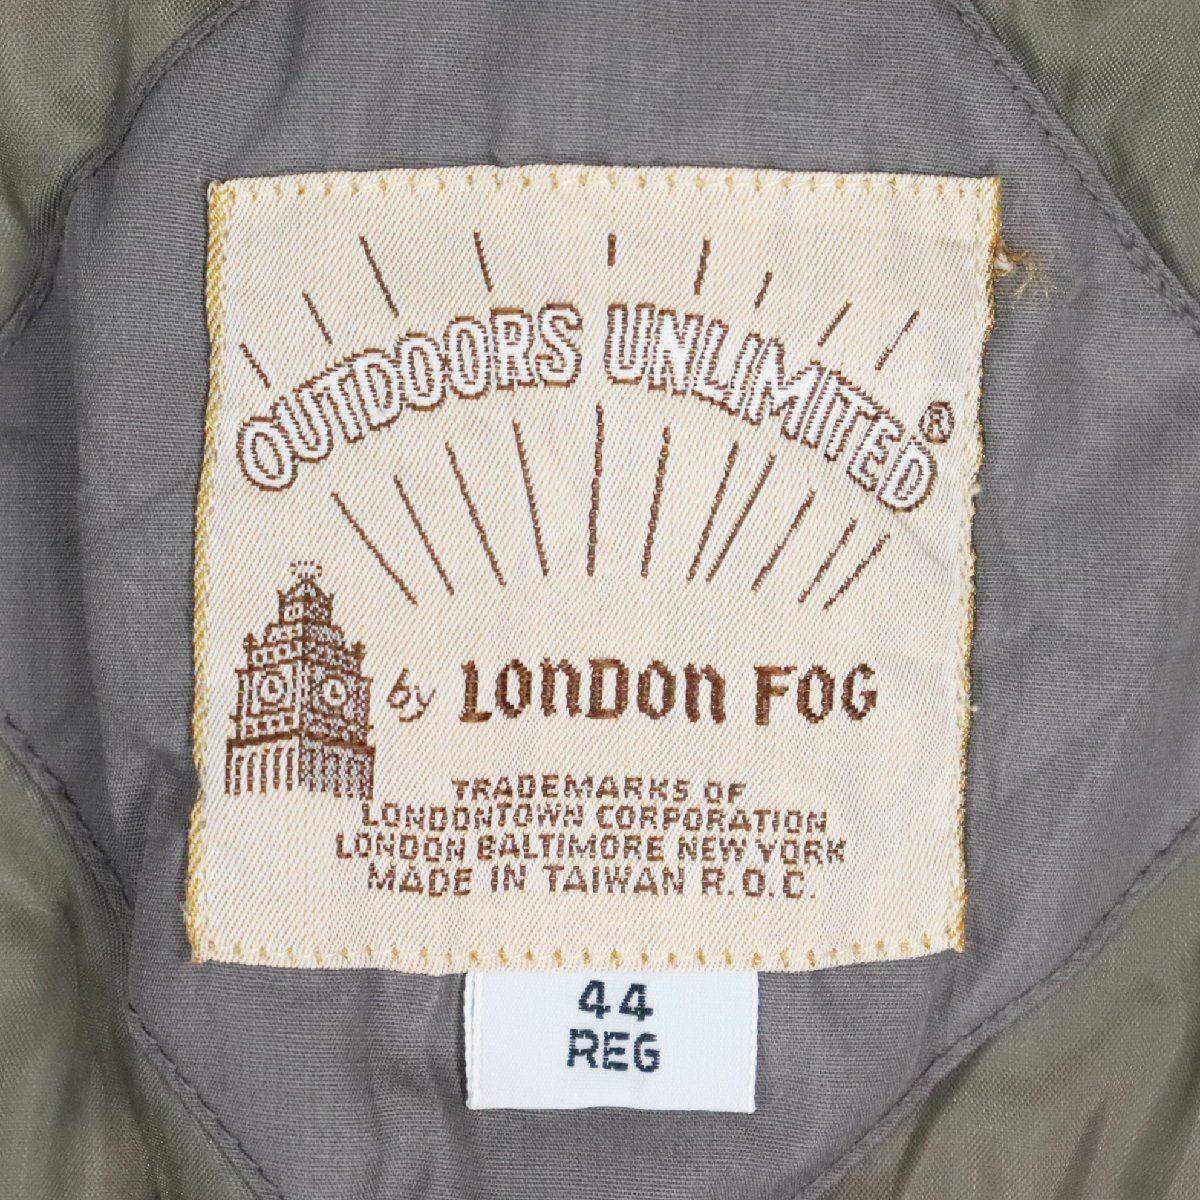 OUTDOORS UNLIMITED®
by LONDON FOG
TRADEMARKS OF
LONDONTOWN CORPORATION
LONDON BALTIMORE NEW YORK
MADE IN TAIWAN R.O.C.
44
REG